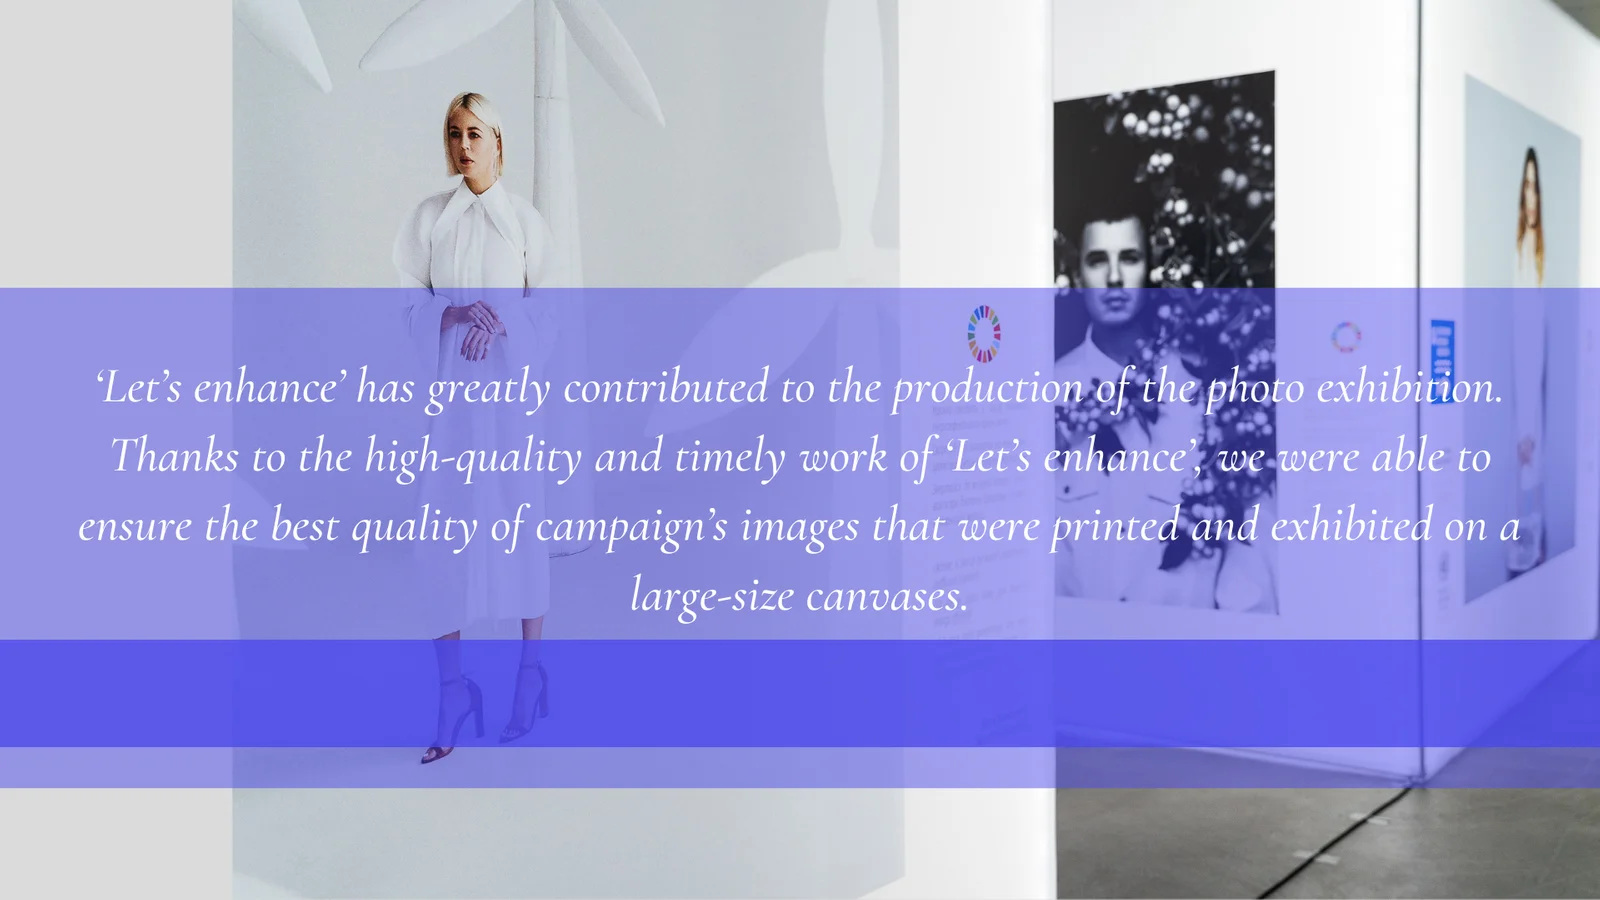 ‘Let’s enhance’ has greatly contributed to the production of the photo exhibition.
Thanks to the high-quality and timely work of ‘Let’s enhance’, we were able to
ensure the best quality of campaign’s images that were printed and exhibited on a
large-size canvases.